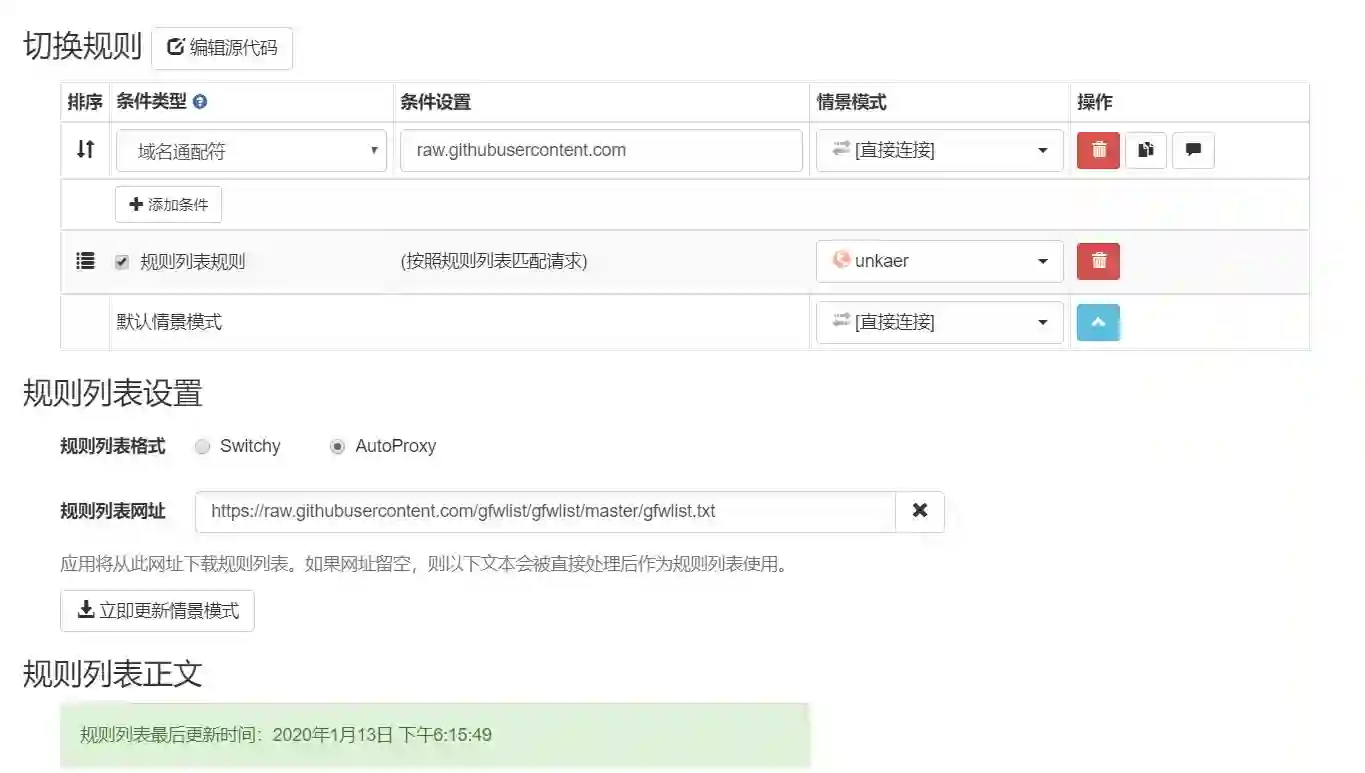 切换规则 编辑源代码
排序 条件类型 条件设置 情景模式 操作
域名通配符 raw.githubusercontent.com [直接连接]
添加条件
规则列表规则 (按照规则列表匹配请求) unkaer
默认情景模式 [直接连接]
规则列表设置
规则列表格式 Switchy AutoProxy
规则列表网址 https://raw.githubusercontent.com/gfwlist/gfwlist/master/gfwlist.txt
应用将从此网址下载规则列表。如果网址留空，则以下文本会被直接处理后作为规则列表使用。
立即更新情景模式
规则列表正文
规则列表最后更新时间：2020年1月13日 下午6:15:49